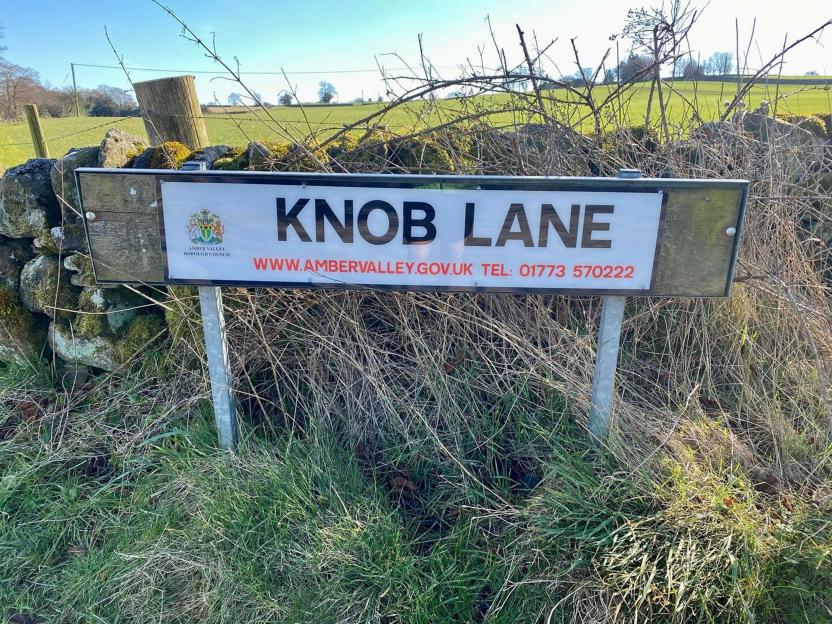 KNOB LANE
AMBER VALLEY
BOROUGH COUNCIL
WWW.AMBERVALLEY.GOV.UK TEL: 01773 570222